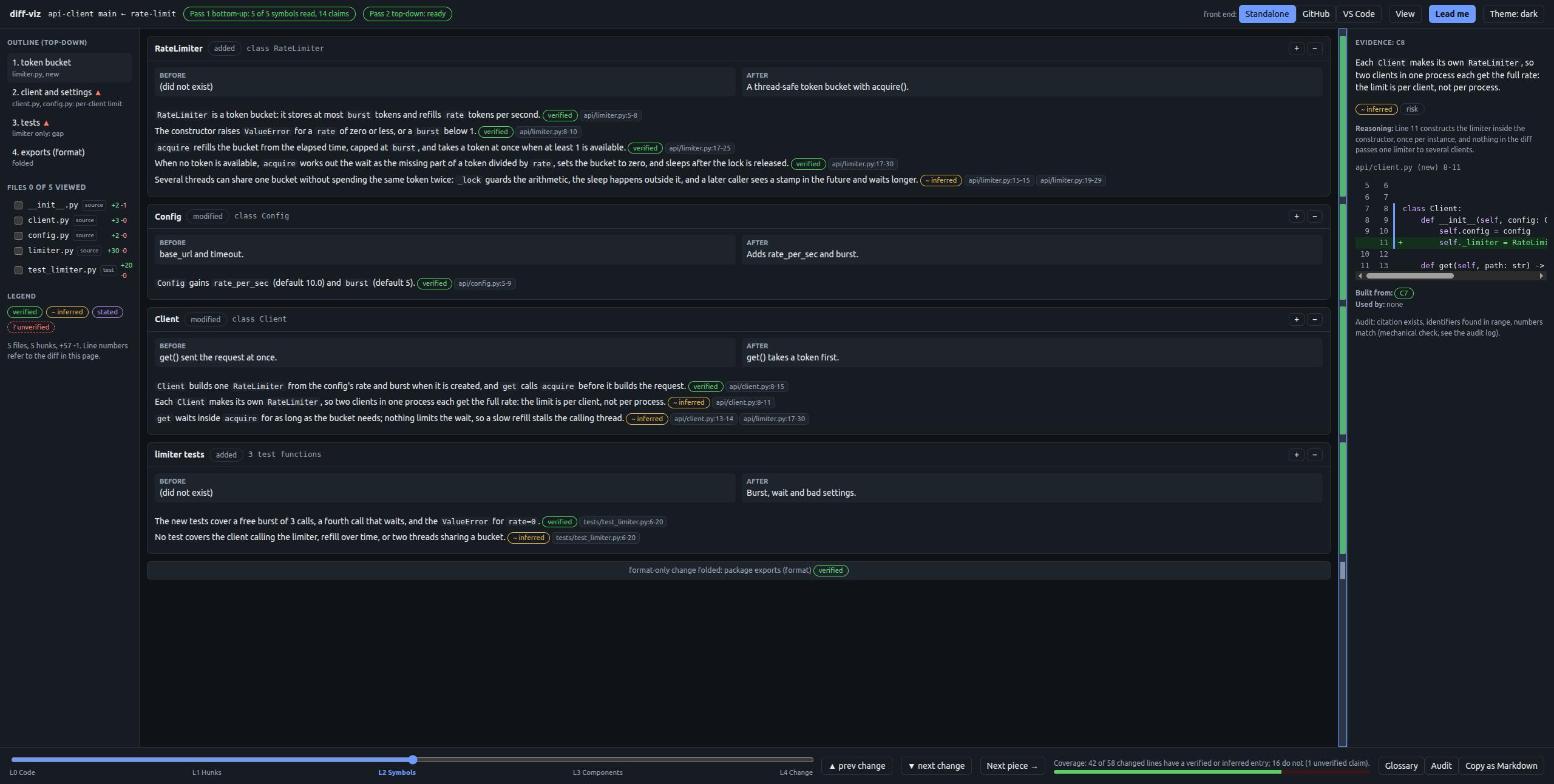 diff-viz api-client main ← rate-limit Pass 1 bottom-up: 5 of 5 symbols read, 14 claims Pass 2 top-down: ready front end: Standalone GitHub VS Code View Lead me Theme: dark
OUTLINE (TOP-DOWN)
1. token bucket
limiter.py, new
2. client and settings ▲
client.py, config.py: per-client limit
3. tests ▲
limiter only: gap
4. exports (format)
folded
FILES 0 OF 5 VIEWED
__init__.py source +2 -1
client.py source +3 -0
config.py source +2 -0
limiter.py source +30 -0
test_limiter.py test +20 -0
LEGEND
verified ~ inferred stated
? unverified
5 files, 5 hunks, +57 -1. Line numbers
refer to the diff in this page.
RateLimiter added class RateLimiter + −
BEFORE
(did not exist)
AFTER
A thread-safe token bucket with acquire().
RateLimiter is a token bucket: it stores at most burst tokens and refills rate tokens per second. verified api/limiter.py:5-8
The constructor raises ValueError for a rate of zero or less, or a burst below 1. verified api/limiter.py:8-10
acquire refills the bucket from the elapsed time, capped at burst, and takes a token at once when at least 1 is available. verified api/limiter.py:17-25
When no token is available, acquire works out the wait as the missing part of a token divided by rate, sets the bucket to zero, and sleeps after the lock is released. verified api/limiter.py:17-30
Several threads can share one bucket without spending the same token twice: _lock guards the arithmetic, the sleep happens outside it, and a later caller sees a stamp in the future and waits longer. ~ inferred api/limiter.py:15-15 api/limiter.py:19-29
Config modified class Config + −
BEFORE
base_url and timeout.
AFTER
Adds rate_per_sec and burst.
Config gains rate_per_sec (default 10.0) and burst (default 5). verified api/config.py:5-9
Client modified class Client + −
BEFORE
get() sent the request at once.
AFTER
get() takes a token first.
Client builds one RateLimiter from the config's rate and burst when it is created, and get calls acquire before it builds the request. verified api/client.py:8-15
Each Client makes its own RateLimiter, so two clients in one process each get the full rate: the limit is per client, not per process. ~ inferred api/client.py:8-11
get waits inside acquire for as long as the bucket needs; nothing limits the wait, so a slow refill stalls the calling thread. ~ inferred api/client.py:13-14 api/limiter.py:17-30
limiter tests added 3 test functions + −
BEFORE
(did not exist)
AFTER
Burst, wait and bad settings.
The new tests cover a free burst of 3 calls, a fourth call that waits, and the ValueError for rate=0. verified tests/test_limiter.py:6-20
No test covers the client calling the limiter, refill over time, or two threads sharing a bucket. ~ inferred tests/test_limiter.py:6-20
format-only change folded: package exports (format) verified
EVIDENCE: C8
Each Client makes its own RateLimiter, so
two clients in one process each get the full rate:
the limit is per client, not per process.
~ inferred risk
Reasoning: Line 11 constructs the limiter inside the
constructor, once per instance, and nothing in the diff
passes one limiter to several clients.
api/client.py (new) 8-11
5 6
6 7
7 8 class Client:
8 9 def __init__(self, config: C
9 10 self.config = config
11 + self._limiter = RateLimi
10 12
11 13 def get(self, path: str) ->
Built from: C7
Used by: none
Audit: citation exists, identifiers found in range, numbers
match (mechanical check, see the audit log).
L0 Code L1 Hunks L2 Symbols L3 Components L4 Change
▲ prev change ▼ next change Next piece → Coverage: 42 of 58 changed lines have a verified or inferred entry; 16 do not (1 unverified claim). Glossary Audit Copy as Markdown